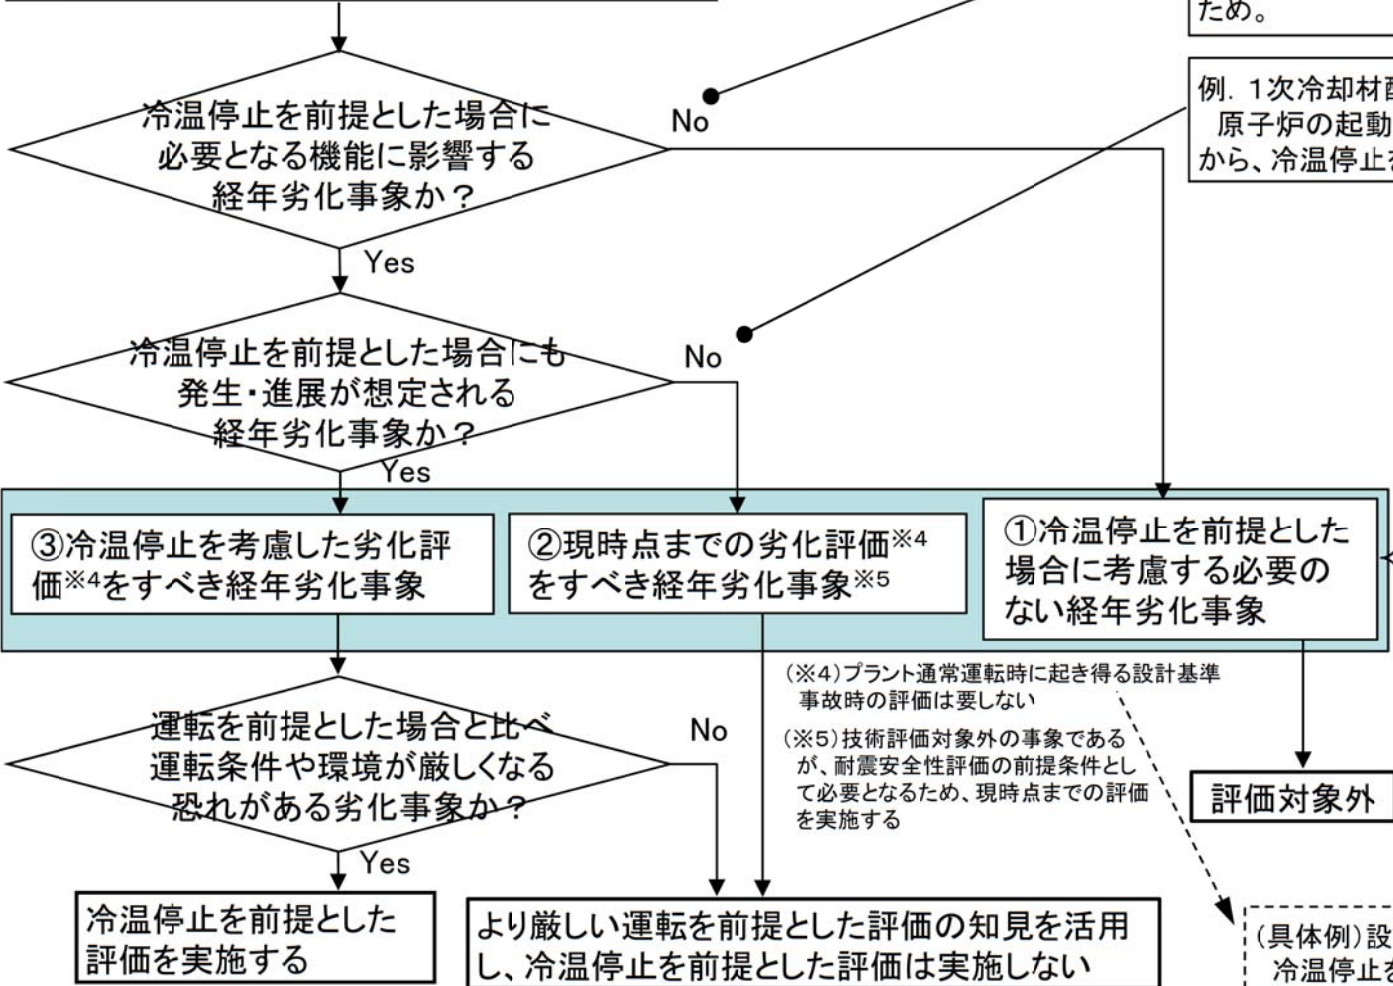 ため。
例．1次冷却材
原子炉の起動
から、冷温停止
冷温停止を前提とした場合に
必要となる機能に影響する
経年劣化事象か？
No
Yes
冷温停止を前提とした場合にも
発生・進展が想定される
経年劣化事象か？
No
Yes
③冷温停止を考慮した劣化評
価※4をすべき経年劣化事象
②現時点までの劣化評価※4
をすべき経年劣化事象※5
①冷温停止を前提とした
場合に考慮する必要の
ない経年劣化事象
（※4）プラント通常運転時に起き得る設計基準
事故時の評価は要しない
（※5）技術評価対象外の事象である
が、耐震安全性評価の前提条件とし
て必要となるため、現時点までの評価
を実施する
運転を前提とした場合と比べ
運転条件や環境が厳しくなる
恐れがある劣化事象か？
No
Yes
評価対象外
冷温停止を前提とした
評価を実施する
より厳しい運転を前提とした評価の知見を活用
し、冷温停止を前提とした評価は実施しない
（具体例）設
冷温停止を